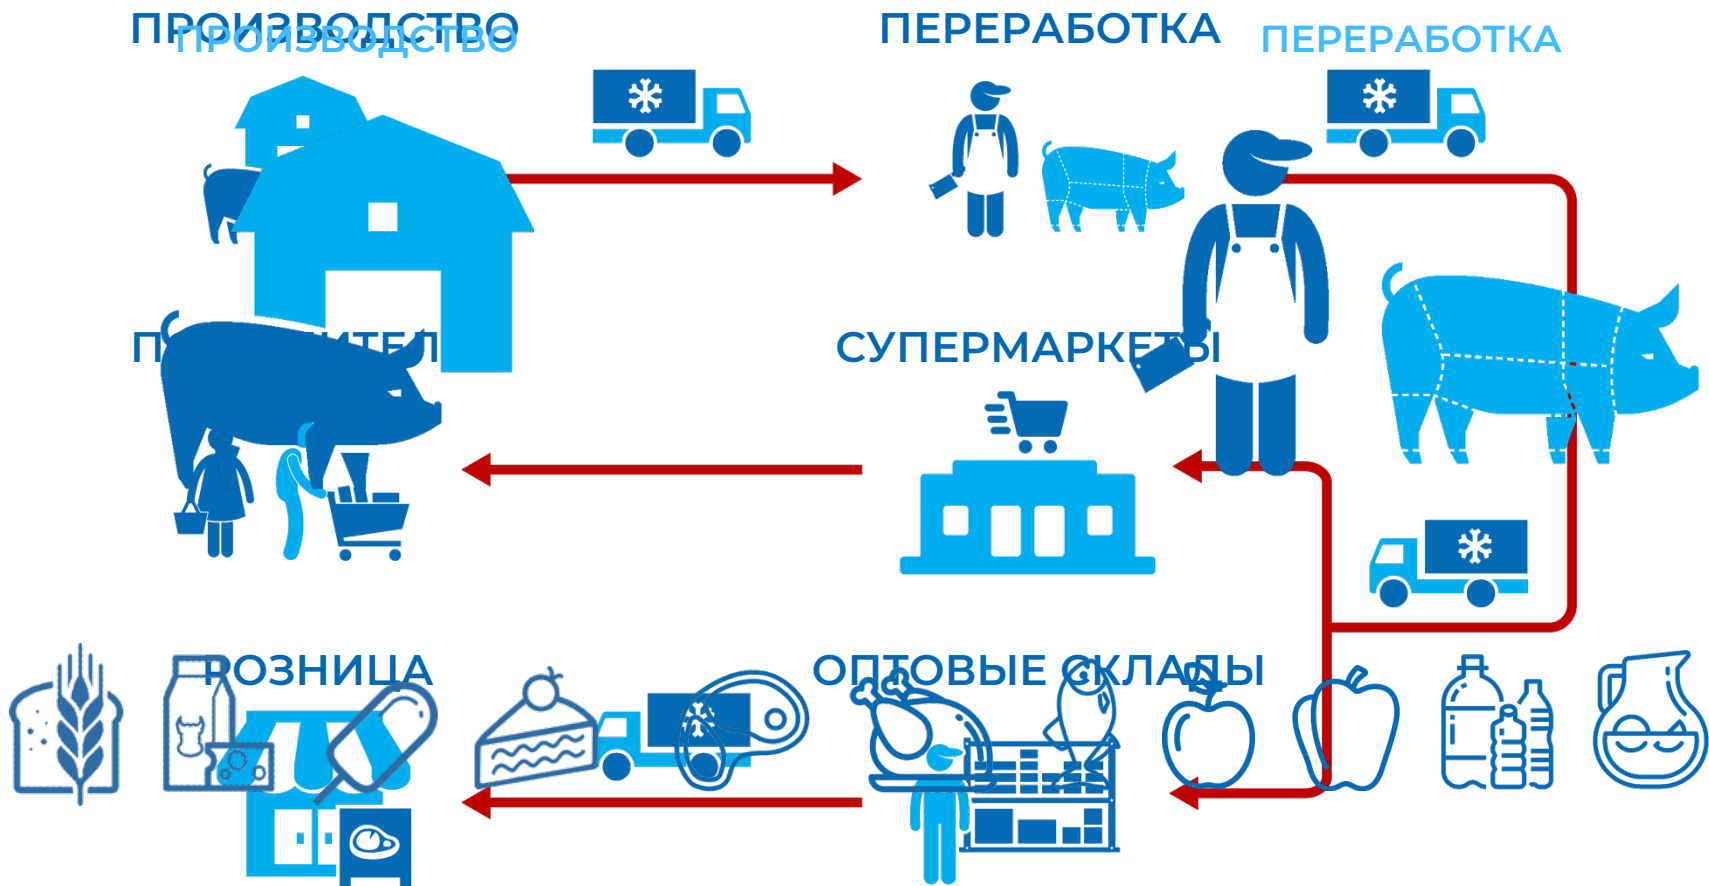 ПРОИЗВОДСТВО
ПЕРЕРАБОТКА
ПРОИЗВОДСТВО
ПЕРЕРАБОТКА
СУПЕРМАРКЕТЫ
РОЗНИЦА
ОПТОВЫЕ СКЛАДЫ